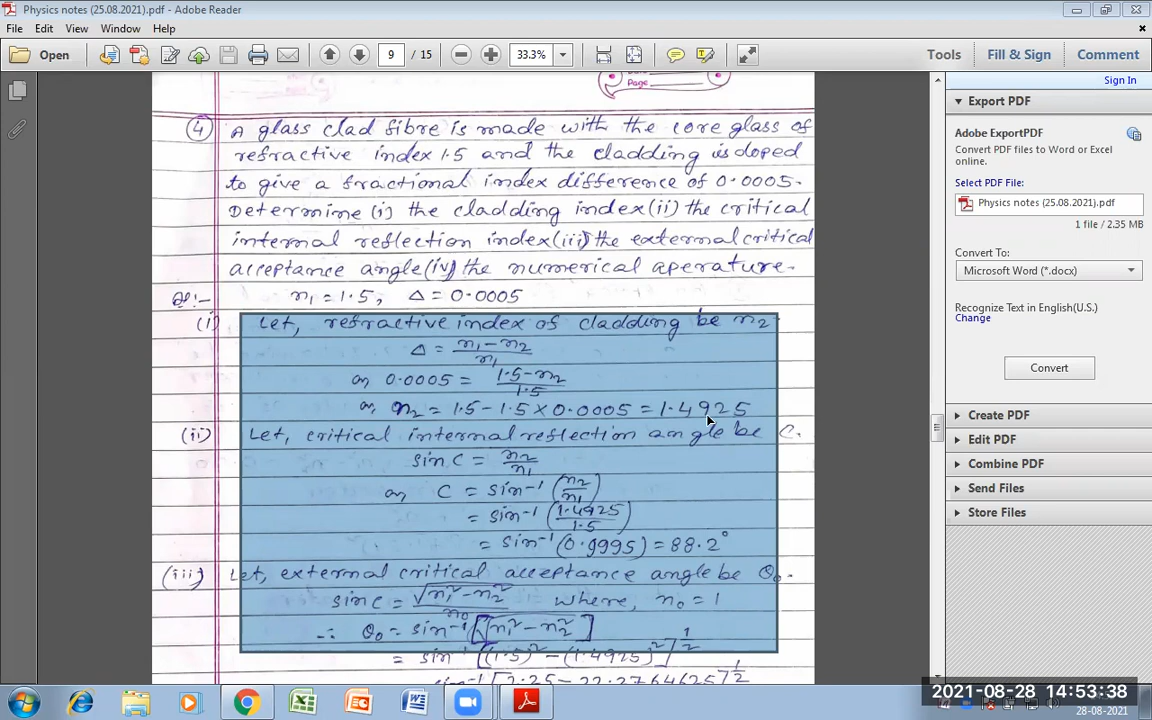 Physics notes (25.08.2021).pdf - Adobe Reader
File Edit View Window Help
Open 9 / 15 33.3% Tools Fill & Sign Comment
Page
Sign In
④ A glass clad fibre is made with the core glass of
refractive index 1.5 and the cladding is doped
to give a fractional index difference of 0.0005.
Determine (i) the cladding index (ii) the critical
internal reflection index (iii) the external critical
acceptance angle (iv) the numerical aperature.
n₁ = 1.5, Δ = 0.0005
(i) Let, refractive index of cladding be n₂
Δ = (n₁ - n₂)/n₁
or, 0.0005 = (1.5 - n₂)/1.5
or, n₂ = 1.5 - 1.5 × 0.0005 = 1.4925
(ii) Let, critical internal reflection angle be C.
sin C = n₂/n₁
or, C = sin⁻¹ (n₂/n₁)
= sin⁻¹ (1.4925/1.5)
= sin⁻¹ (0.9995) = 88.2°
(iii) Let, external critical acceptance angle be θ₀.
sin c = √(n₁² - n₂²)/n₀ where, n₀ = 1
∴ θ₀ = sin⁻¹ [√(n₁² - n₂²)]
= sin⁻¹ [(1.5)² - (1.4925)²]^1/2
Export PDF
Adobe ExportPDF
Convert PDF files to Word or Excel
online.
Select PDF File:
Physics notes (25.08.2021).pdf
1 file / 2.35 MB
Convert To:
Microsoft Word (*.docx)
Recognize Text in English(U.S.)
Change
Convert
Create PDF
Edit PDF
Combine PDF
Send Files
Store Files
2021-08-28 14:53:38
28-08-2021